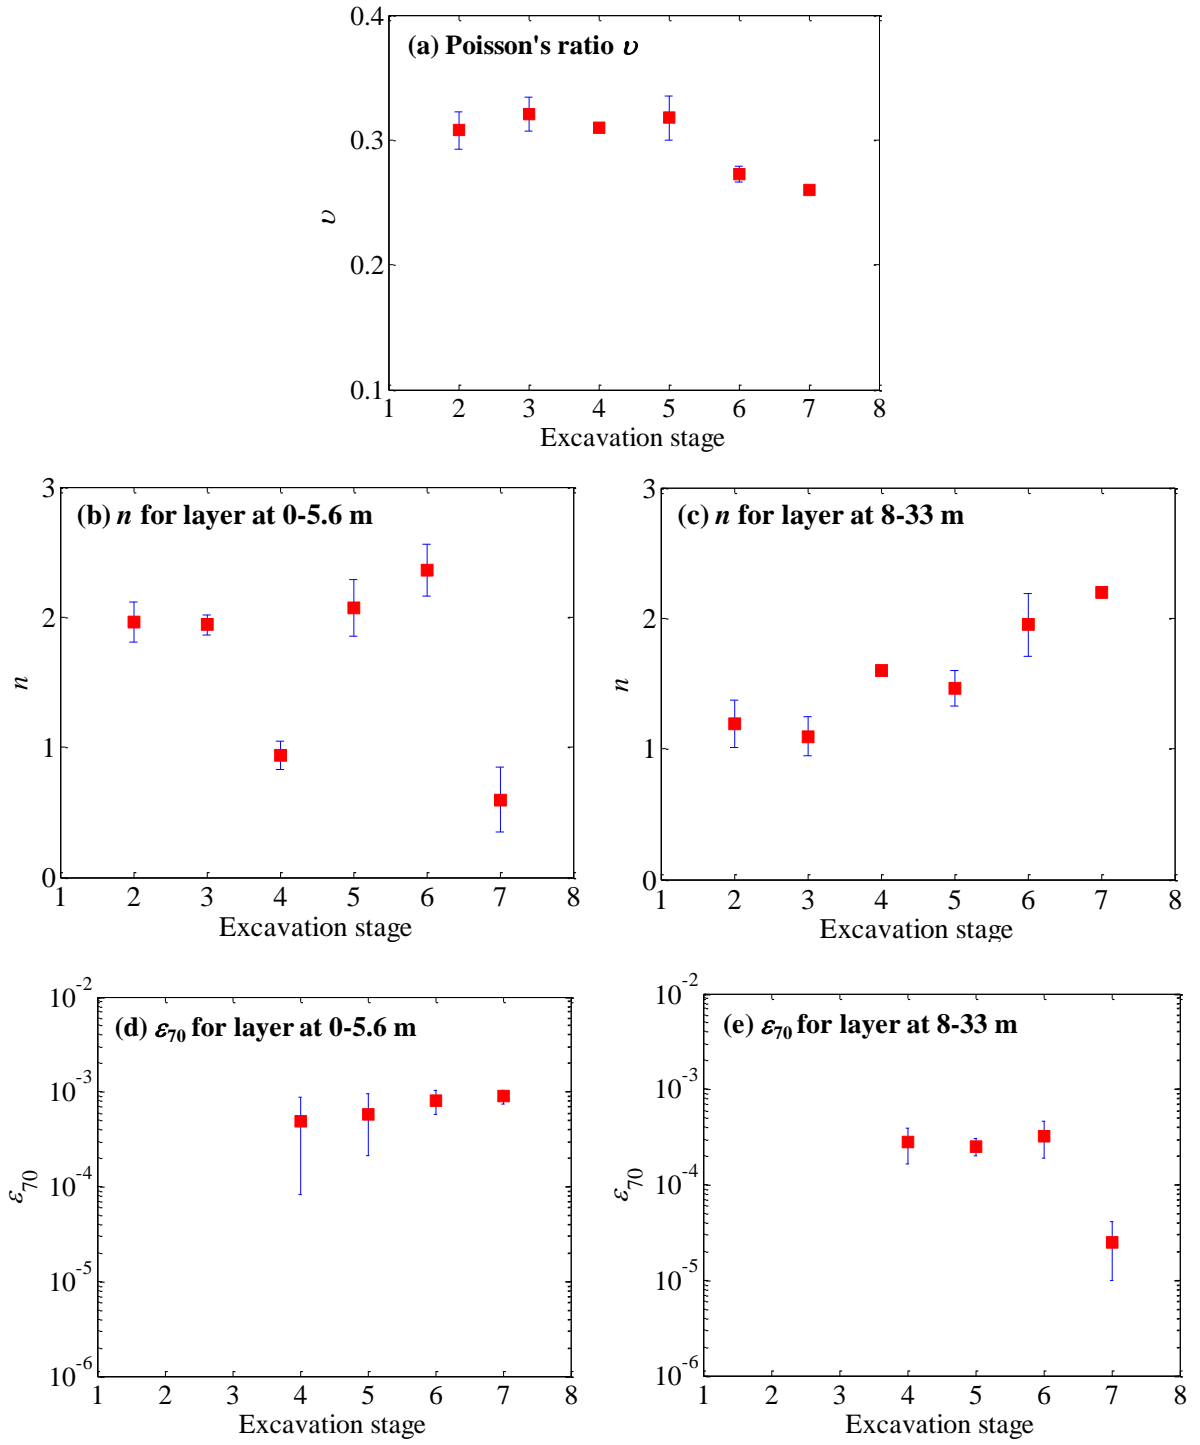 (a) Poisson's ratio υ
0.4
0.3
0.2
0.1
υ
1 2 3 4 5 6 7 8
Excavation stage
(b) n for layer at 0-5.6 m
3
2
1
0
n
1 2 3 4 5 6 7 8
Excavation stage
(c) n for layer at 8-33 m
3
2
1
0
n
1 2 3 4 5 6 7 8
Excavation stage
(d) ε70 for layer at 0-5.6 m
10-2
10-3
10-4
10-5
10-6
ε70
1 2 3 4 5 6 7 8
Excavation stage
(e) ε70 for layer at 8-33 m
10-2
10-3
10-4
10-5
10-6
ε70
1 2 3 4 5 6 7 8
Excavation stage